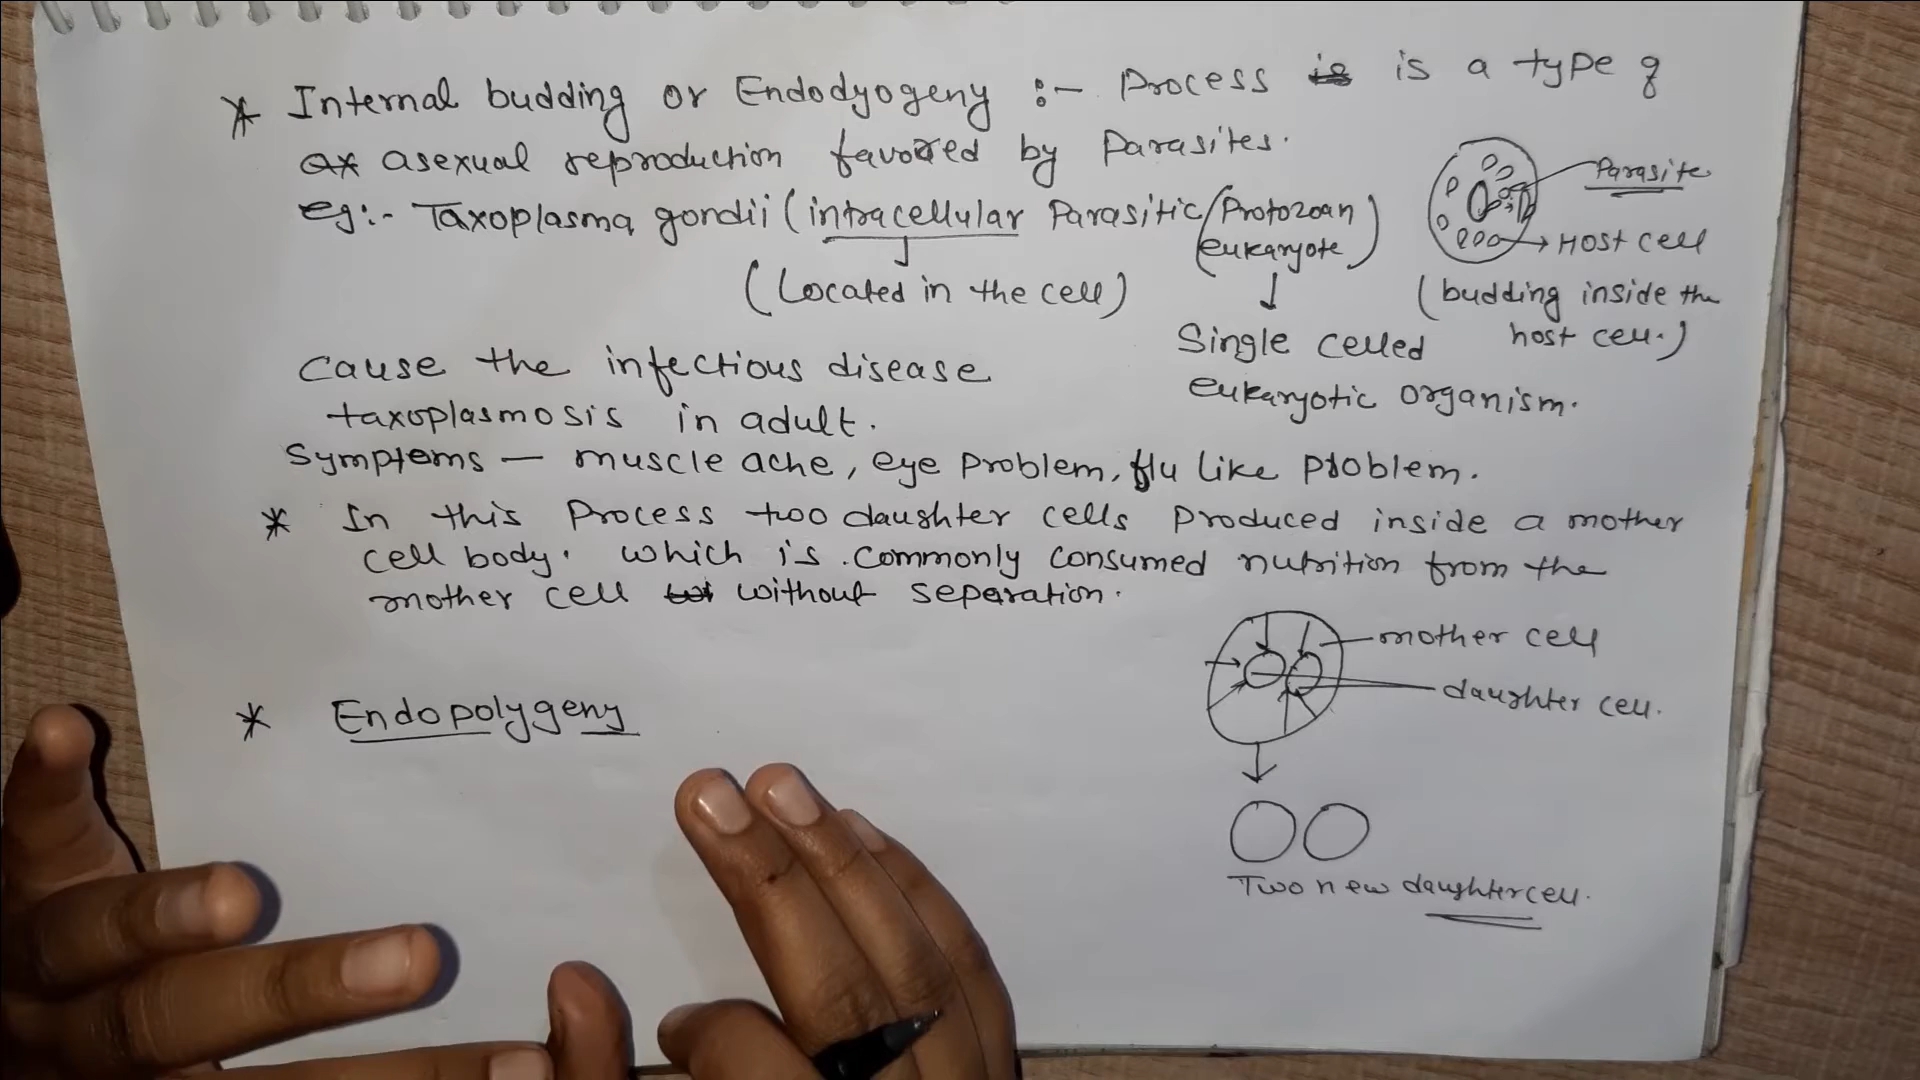 * Internal budding or Endodyogeny :- Process is is a type of
asexual reproduction favored by Parasites.
eg:- Taxoplasma gondii (intracellular Parasitic/Protozoan
eukaryote)
(Located in the cell)
Single celled
eukaryotic organism.
Parasite
Host cell
(budding inside the
host cell.)
Cause the infectious disease
taxoplasmosis in adult.
Symptoms — muscle ache, eye problem, flu like problem.
* In this Process two daughter cells produced inside a mother
cell body. which is commonly consumed nutrition from the
mother cell without separation.
mother cell
daughter cell.
* Endopolygeny
Two new daughter cell.